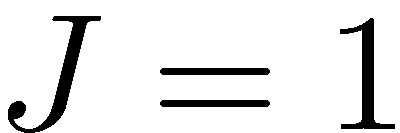 J = 1